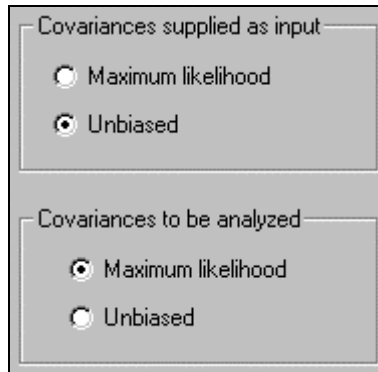 Covariances supplied as input
Maximum likelihood
Unbiased
Covariances to be analyzed
Maximum likelihood
Unbiased